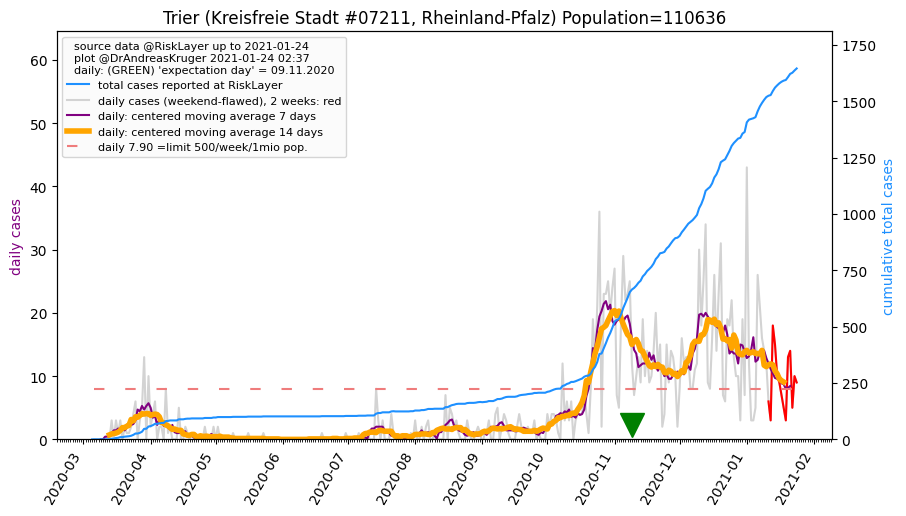 Trier (Kreisfreie Stadt #07211, Rheinland-Pfalz) Population=110636
source data @RiskLayer up to 2021-01-24
plot @DrAndreasKruger 2021-01-24 02:37
daily: (GREEN) 'expectation day' = 09.11.2020
total cases reported at RiskLayer
daily cases (weekend-flawed), 2 weeks: red
daily: centered moving average 7 days
daily: centered moving average 14 days
daily 7.90 =limit 500/week/1mio pop.
daily cases
60
50
40
30
20
10
0
cumulative total cases
1750
1500
1250
1000
750
500
250
0
2020-03
2020-04
2020-05
2020-06
2020-07
2020-08
2020-09
2020-10
2020-11
2020-12
2021-01
2021-02